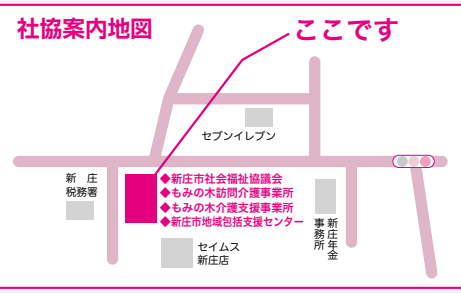 社協案内地図
ここです
セブンイレブン
新庄
税務署
◆新庄市社会福祉協議会
◆もみの木訪問介護事業所
◆もみの木介護支援事業所
◆新庄市地域包括支援センター
新庄年金
事務所
セイムス
新庄店